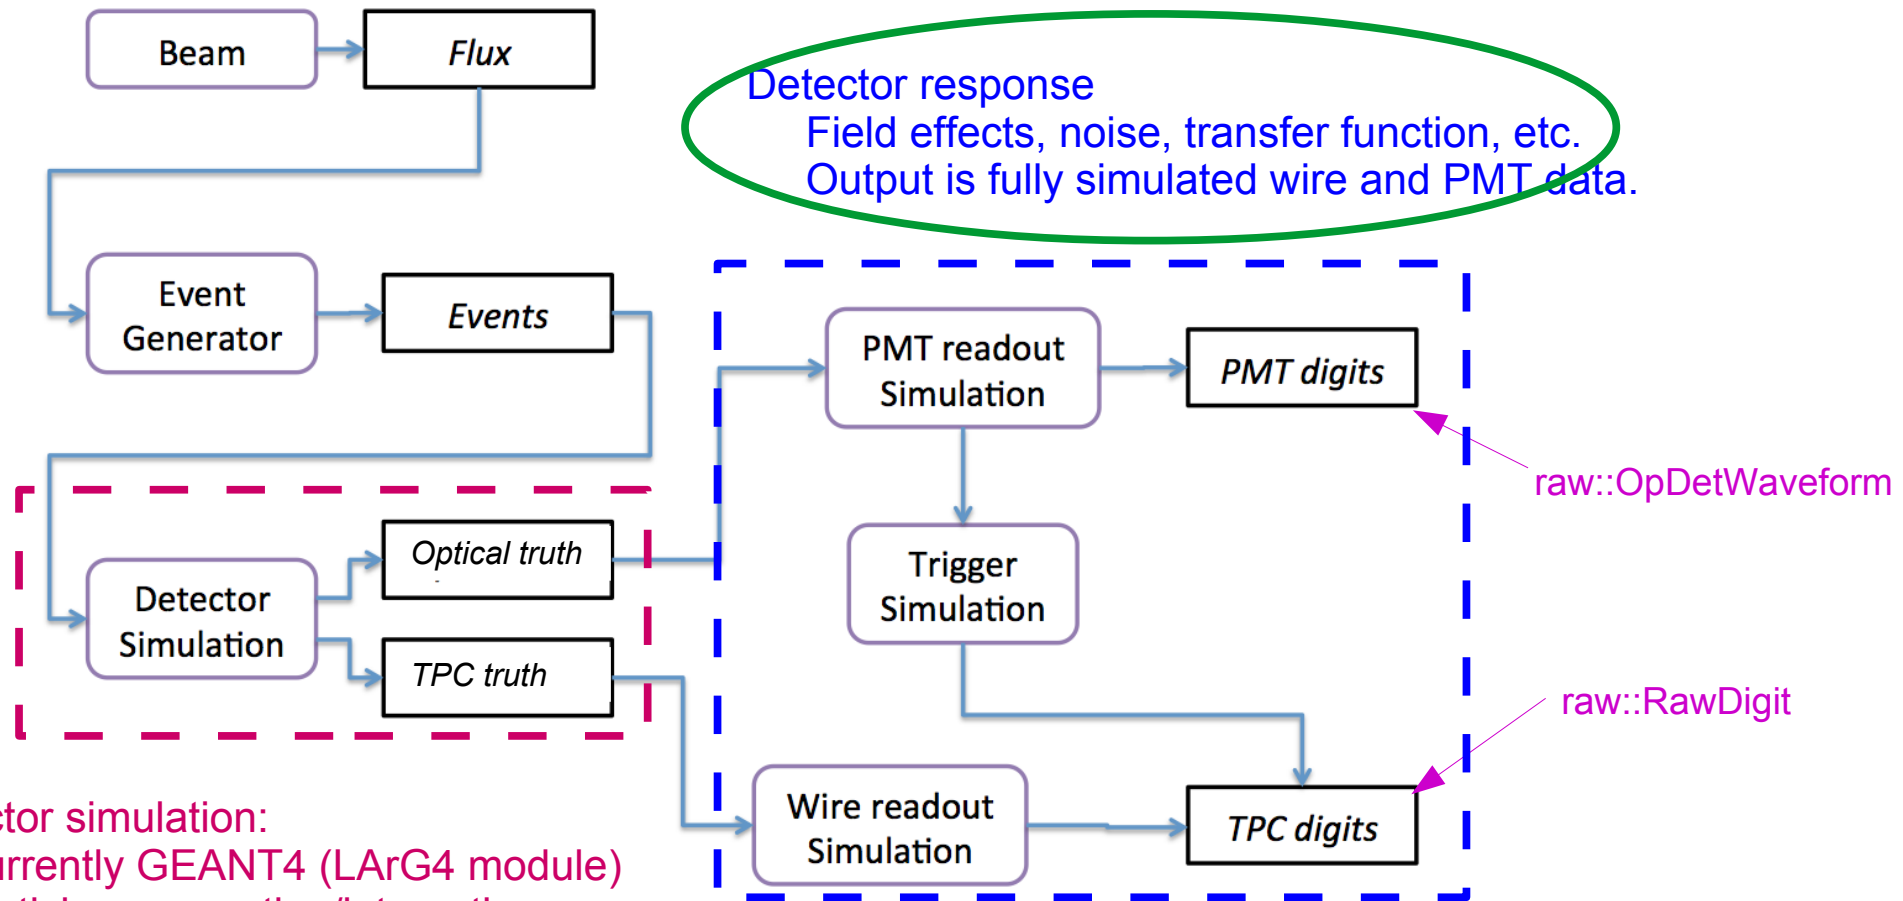 Beam
Flux
Detector response
Field effects, noise, transfer function, etc.
Output is fully simulated wire and PMT data.
Event
Generator
Events
PMT readout
Simulation
PMT digits
raw::OpDetWaveform
Optical truth
Trigger
Simulation
Detector
Simulation
TPC truth
raw::RawDigit
Wire readout
Simulation
TPC digits
ctor simulation:
urrently GEANT4 (LArG4 module)